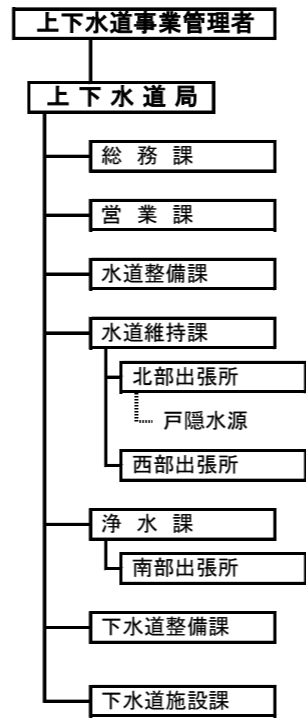 上下水道事業管理者
上 下 水 道 局
総 務 課
営 業 課
水道整備課
水道維持課
北部出張所
戸隠水源
西部出張所
浄 水 課
南部出張所
下水道整備課
下水道施設課